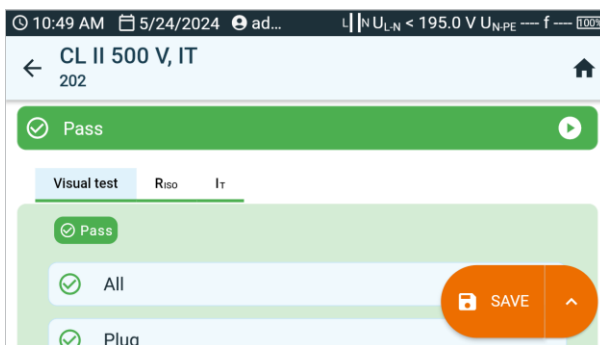 10:49 AM 5/24/2024 ad... L N U L-N < 195.0 V U N-PE ---- f ---- 100%
CL II 500 V, IT
202
Pass
Visual test RISO IT
Pass
All
SAVE
Plug